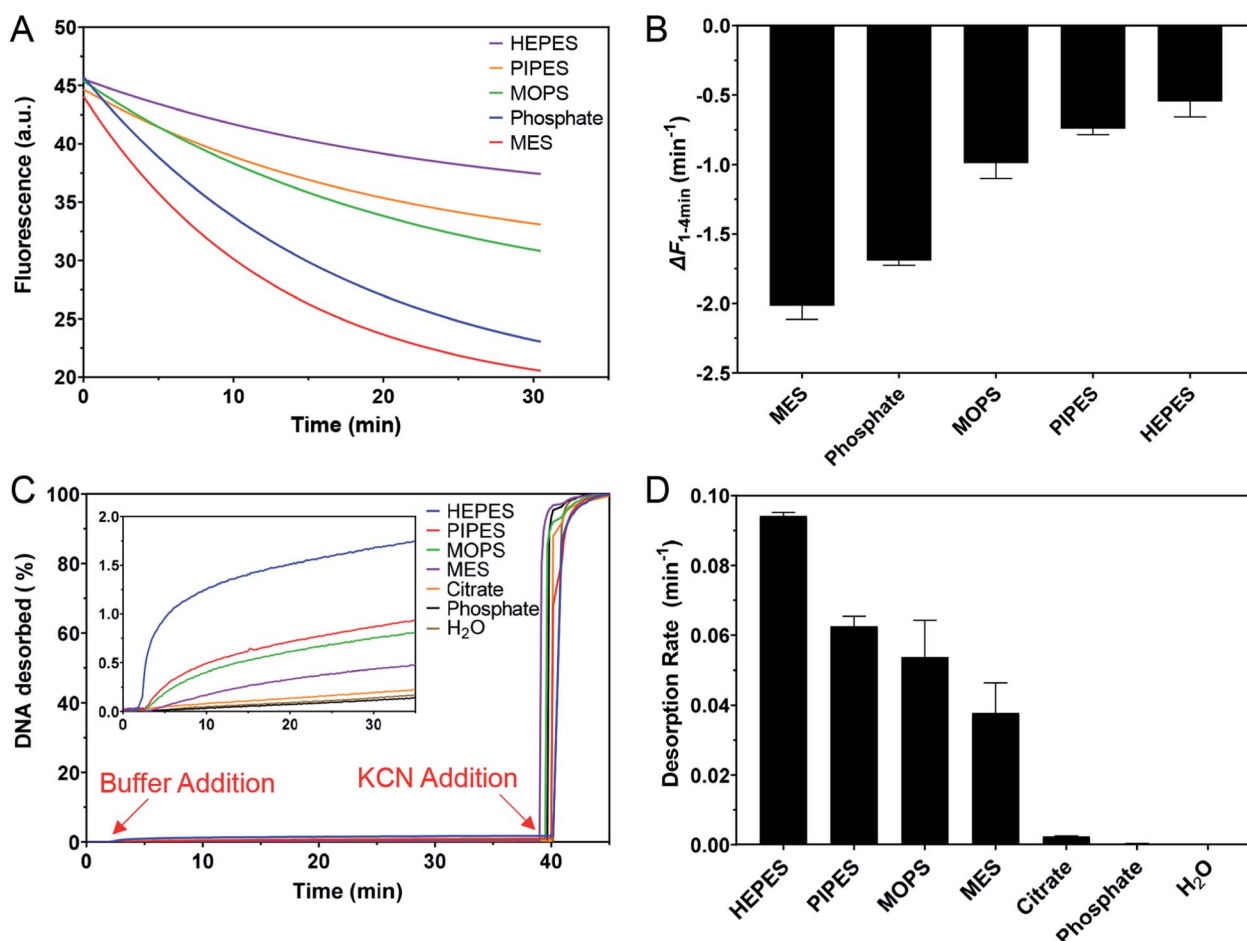 A
50
45
40
35
30
25
20
Fluorescence (a.u.)
0
10
20
30
Time (min)
HEPES
PIPES
MOPS
Phosphate
MES
B
0.0
-0.5
-1.0
-1.5
-2.0
-2.5
ΔF1-4min (min-1)
MES
Phosphate
MOPS
PIPES
HEPES
C
100
80
60
40
20
0
DNA desorbed (%)
2.0
1.5
1.0
0.5
0.0
0
10
20
30
HEPES
PIPES
MOPS
MES
Citrate
Phosphate
H2O
Buffer Addition
KCN Addition
0
10
20
30
40
Time (min)
D
0.10
0.08
0.06
0.04
0.02
0.00
Desorption Rate (min-1)
HEPES
PIPES
MOPS
MES
Citrate
Phosphate
H2O